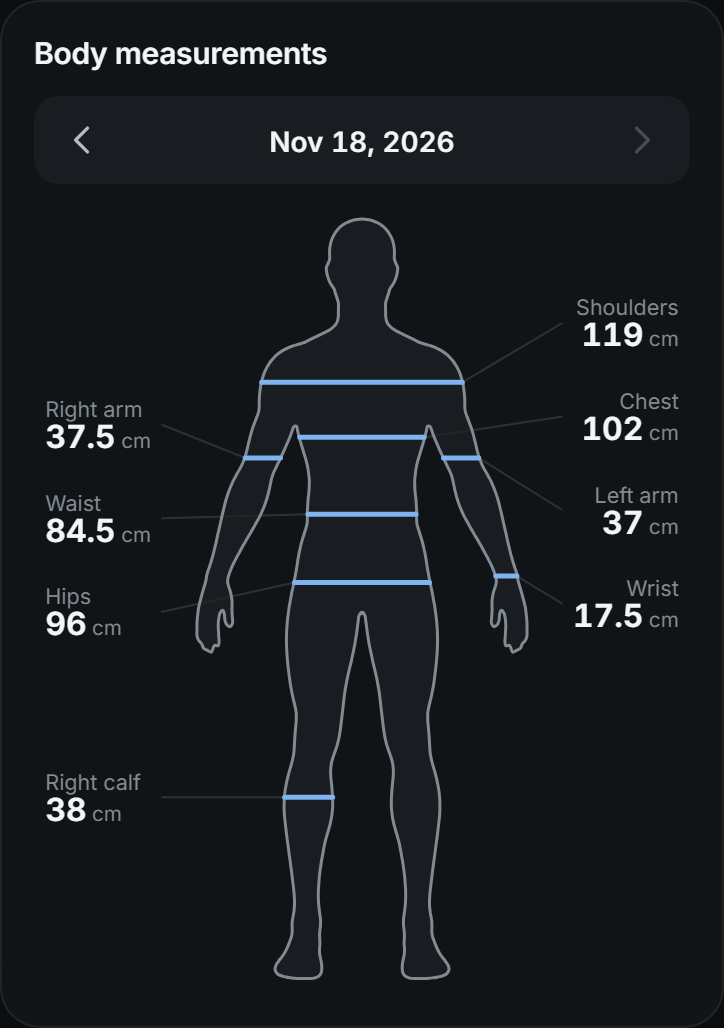 Body measurements
Nov 18, 2026
Shoulders
119 cm
Right arm
37.5 cm
Chest
102 cm
Waist
84.5 cm
Left arm
37 cm
Hips
96 cm
Wrist
17.5 cm
Right calf
38 cm